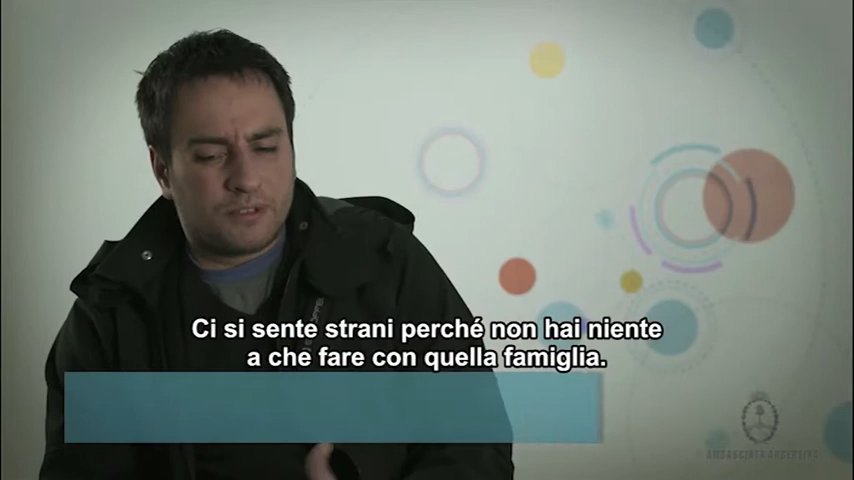 Ci si sente strani perché non hai niente
a che fare con quella famiglia.